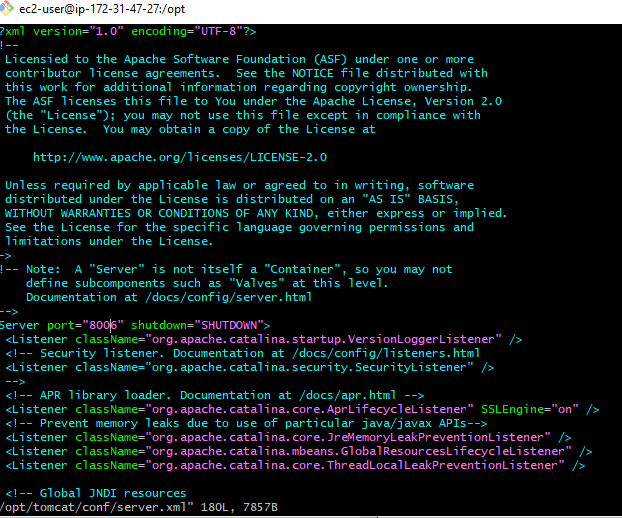 ec2-user@ip-172-31-47-27:/opt
?xml version="1.0" encoding="UTF-8"?>
!--
Licensed to the Apache Software Foundation (ASF) under one or more
contributor license agreements.  See the NOTICE file distributed with
this work for additional information regarding copyright ownership.
The ASF licenses this file to You under the Apache License, Version 2.0
(the "License"); you may not use this file except in compliance with
the License.  You may obtain a copy of the License at
http://www.apache.org/licenses/LICENSE-2.0
Unless required by applicable law or agreed to in writing, software
distributed under the License is distributed on an "AS IS" BASIS,
WITHOUT WARRANTIES OR CONDITIONS OF ANY KIND, either express or implied.
See the License for the specific language governing permissions and
limitations under the License.
->
!-- Note:  A "Server" is not itself a "Container", so you may not
define subcomponents such as "Valves" at this level.
Documentation at /docs/config/server.html
-->
Server port="8006" shutdown="SHUTDOWN">
<Listener className="org.apache.catalina.startup.VersionLoggerListener" />
<!-- Security listener. Documentation at /docs/config/listeners.html
<Listener className="org.apache.catalina.security.SecurityListener" />
-->
<!-- APR library loader. Documentation at /docs/apr.html -->
<Listener className="org.apache.catalina.core.AprLifecycleListener" SSLEngine="on" />
<!-- Prevent memory leaks due to use of particular java/javax APIs-->
<Listener className="org.apache.catalina.core.JreMemoryLeakPreventionListener" />
<Listener className="org.apache.catalina.mbeans.GlobalResourcesLifecycleListener" />
<Listener className="org.apache.catalina.core.ThreadLocalLeakPreventionListener" />
<!-- Global JNDI resources
/opt/tomcat/conf/server.xml" 180L, 7857B